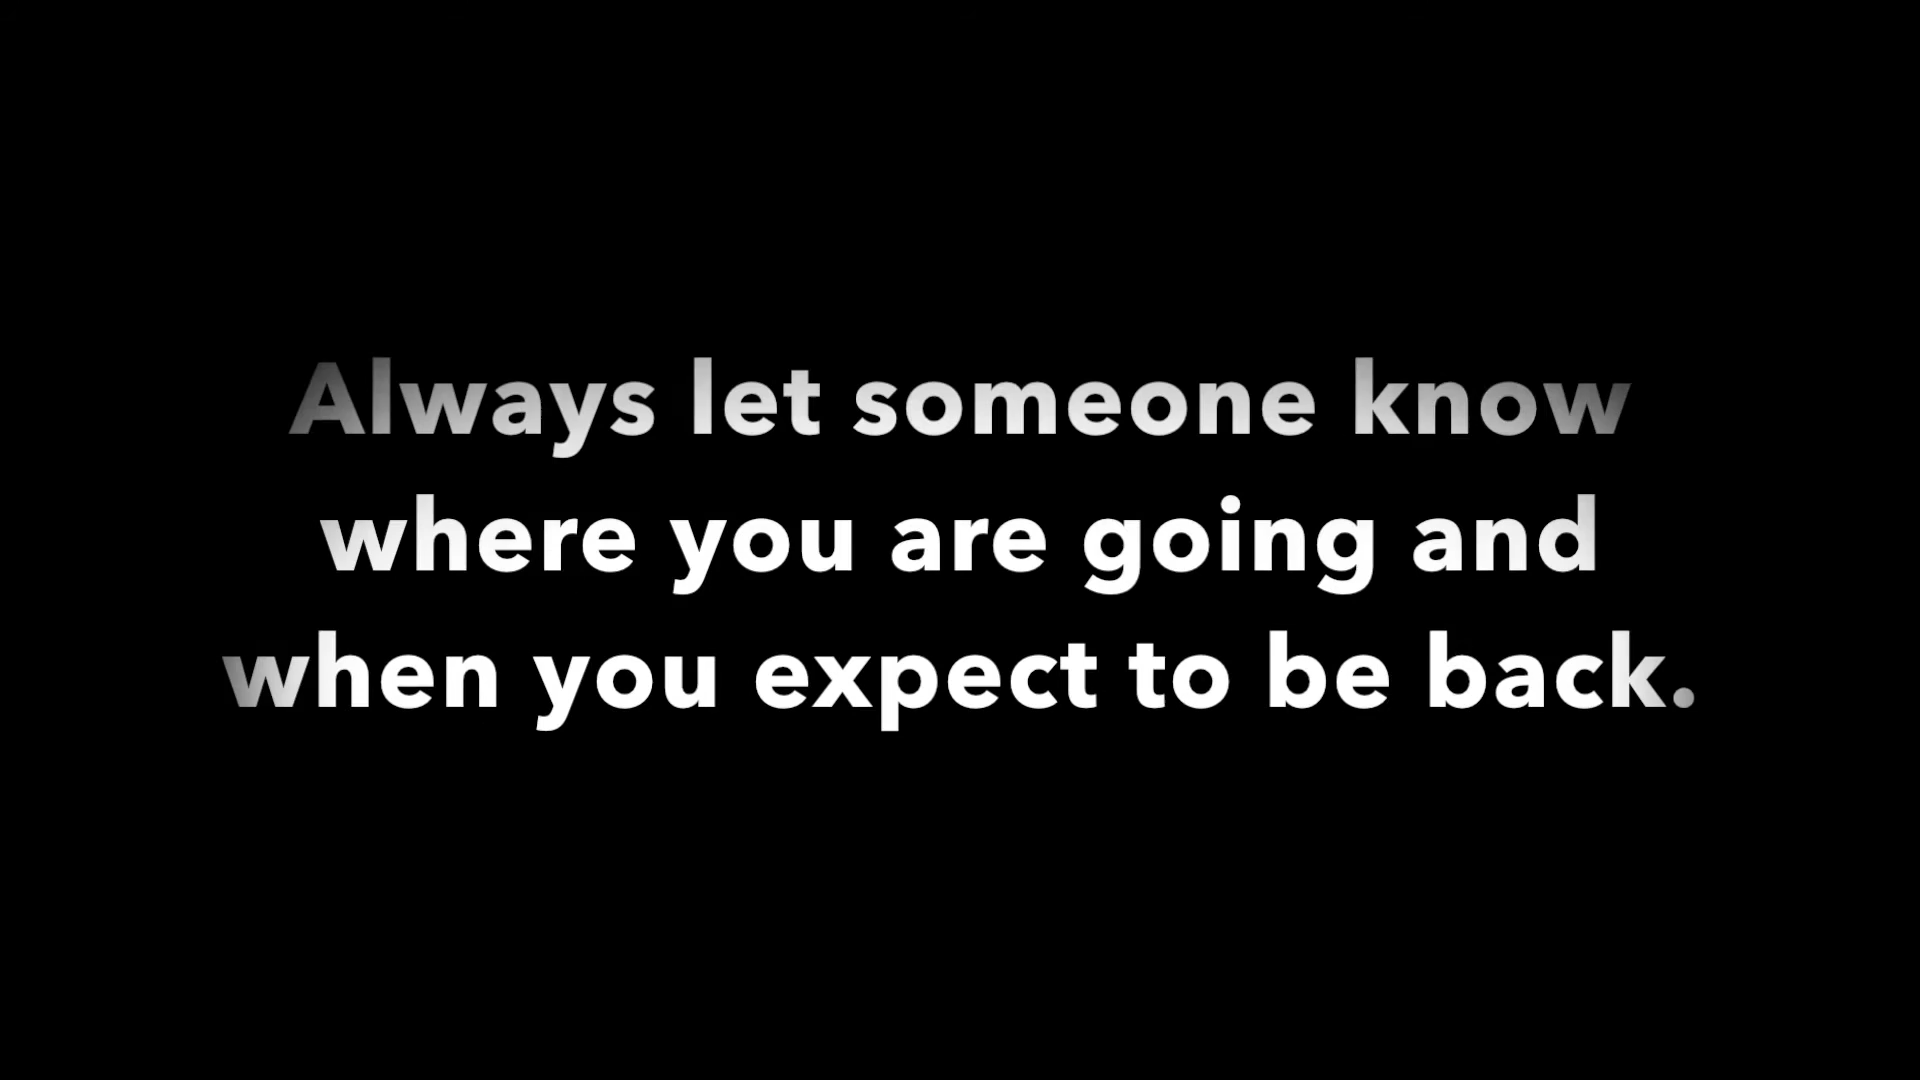 Always let someone know
where you are going and
when you expect to be back.